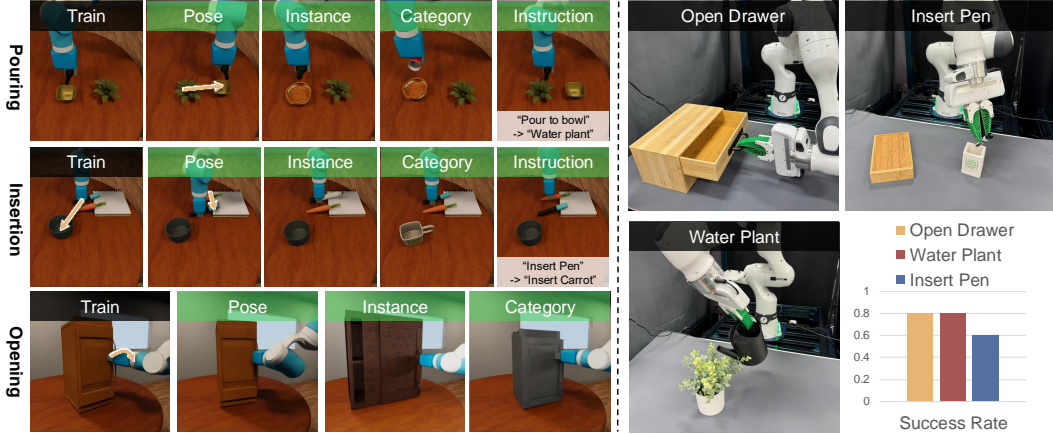 Pouring
Train
Pose
Instance
Category
Instruction
“Pour to bowl”
-> “Water plant”
Insertion
Train
Pose
Instance
Category
Instruction
“Insert Pen”
-> “Insert Carrot”
Opening
Train
Pose
Instance
Category
Open Drawer
Insert Pen
Water Plant
Open Drawer
Water Plant
Insert Pen
1
0.8
0.6
0.4
0.2
0
Success Rate